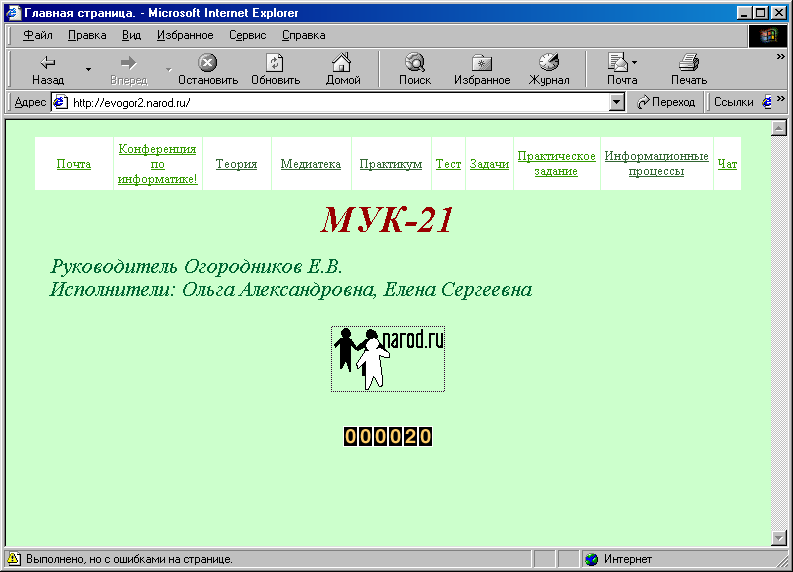 Главная страница. - Microsoft Internet Explorer
Файл Правка Вид Избранное Сервис Справка
Назад Вперед Остановить Обновить Домой Поиск Избранное Журнал Почта Печать »
Адрес http://evogor2.narod.ru/ Переход Ссылки »
Почта
Конференция
по
информатике!
Теория
Медиатека
Практикум
Тест
Задачи
Практическое
задание
Информационные
процессы
Чат
МУК-21
Руководитель Огородников Е.В.
Исполнители: Ольга Александровна, Елена Сергеевна
narod.ru
000020
Выполнено, но с ошибками на странице. Интернет